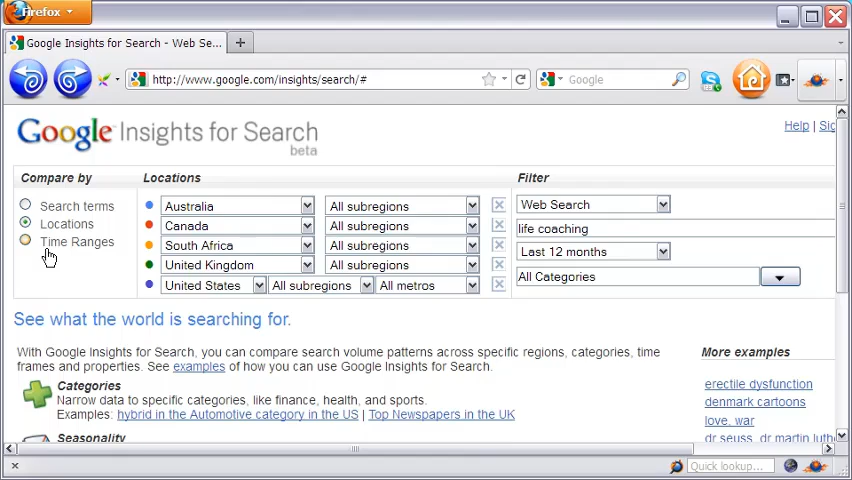 Firefox
Google Insights for Search - Web Se...
http://www.google.com/insights/search/#
Google
Google Insights for Search
beta
Help | Sig
Compare by
Locations
Filter
Search terms
Locations
Time Ranges
Australia All subregions
Canada All subregions
South Africa All subregions
United Kingdom All subregions
United States All subregions All metros
Web Search
life coaching
Last 12 months
All Categories
See what the world is searching for.
With Google Insights for Search, you can compare search volume patterns across specific regions, categories, time
frames and properties. See examples of how you can use Google Insights for Search.
Categories
Narrow data to specific categories, like finance, health, and sports.
Examples: hybrid in the Automotive category in the US | Top Newspapers in the UK
Seasonality
More examples
erectile dysfunction
denmark cartoons
love, war
dr seuss, dr martin luthe
Quick lookup...